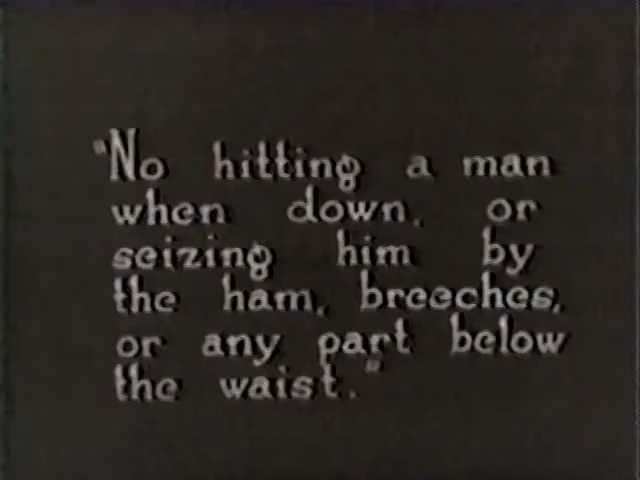 "No hitting a man
when down, or
seizing him by
the ham, breeches,
or any part below
the waist."